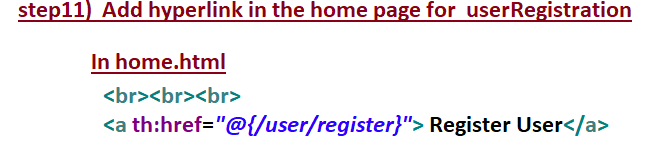 step11) Add hyperlink in the home page for userRegistration
In home.html
<br><br><br>
<a th:href="@{/user/register}"> Register User</a>